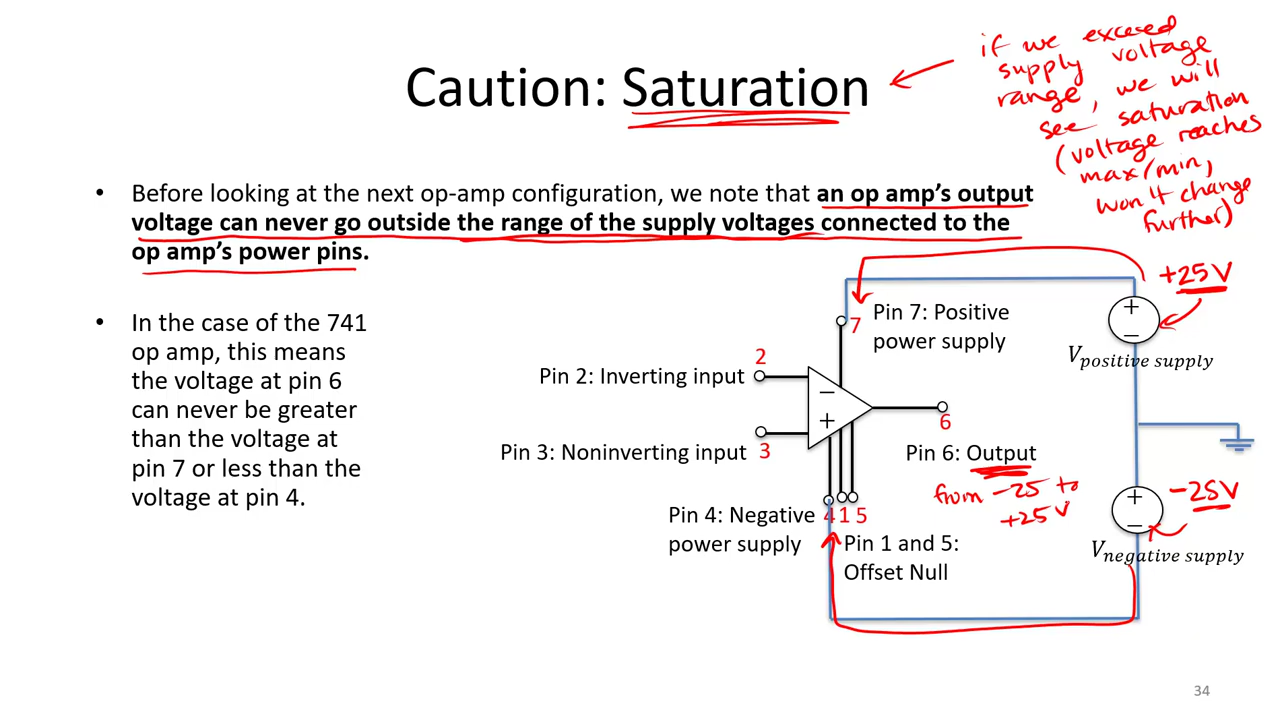 Caution: Saturation
if we exceed
supply voltage
range, we will
see saturation
(voltage reaches
max/min,
won't change
further)
• Before looking at the next op-amp configuration, we note that an op amp's output
voltage can never go outside the range of the supply voltages connected to the
op amp's power pins.
• In the case of the 741
op amp, this means
the voltage at pin 6
can never be greater
than the voltage at
pin 7 or less than the
voltage at pin 4.
+25V
7
Pin 7: Positive
power supply
+
−
V positive supply
2
Pin 2: Inverting input
−
+
6
3
Pin 3: Noninverting input
Pin 6: Output
from -25 to
+25V
+
−
-25V
V negative supply
Pin 4: Negative
power supply
4 1 5
Pin 1 and 5:
Offset Null
34